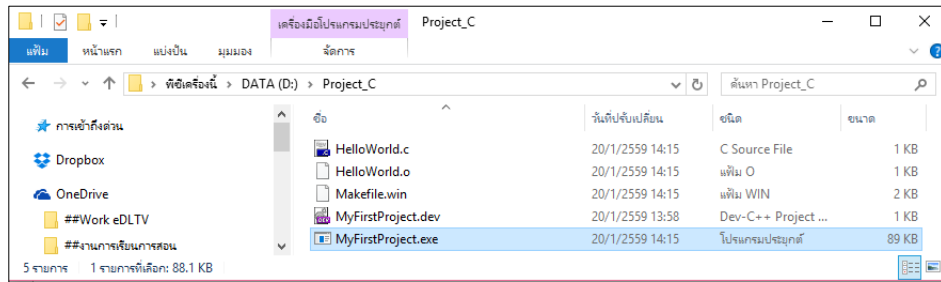 เครื่องมือโปรแกรมประยุกต์ Project_C
แฟ้ม หน้าแรก แบ่งปัน มุมมอง จัดการ
พีซีเครื่องนี้ DATA (D:) Project_C ค้นหา Project_C
ชื่อ วันที่ปรับเปลี่ยน ชนิด ขนาด
การเข้าถึงด่วน
HelloWorld.c 20/1/2559 14:15 C Source File 1 KB
Dropbox
HelloWorld.o 20/1/2559 14:15 แฟ้ม O 1 KB
OneDrive
Makefile.win 20/1/2559 14:15 แฟ้ม WIN 2 KB
##Work eDLTV
MyFirstProject.dev 20/1/2559 13:58 Dev-C++ Project ... 1 KB
##งานการเรียนการสอน
MyFirstProject.exe 20/1/2559 14:15 โปรแกรมประยุกต์ 89 KB
5 รายการ 1 รายการที่เลือก: 88.1 KB